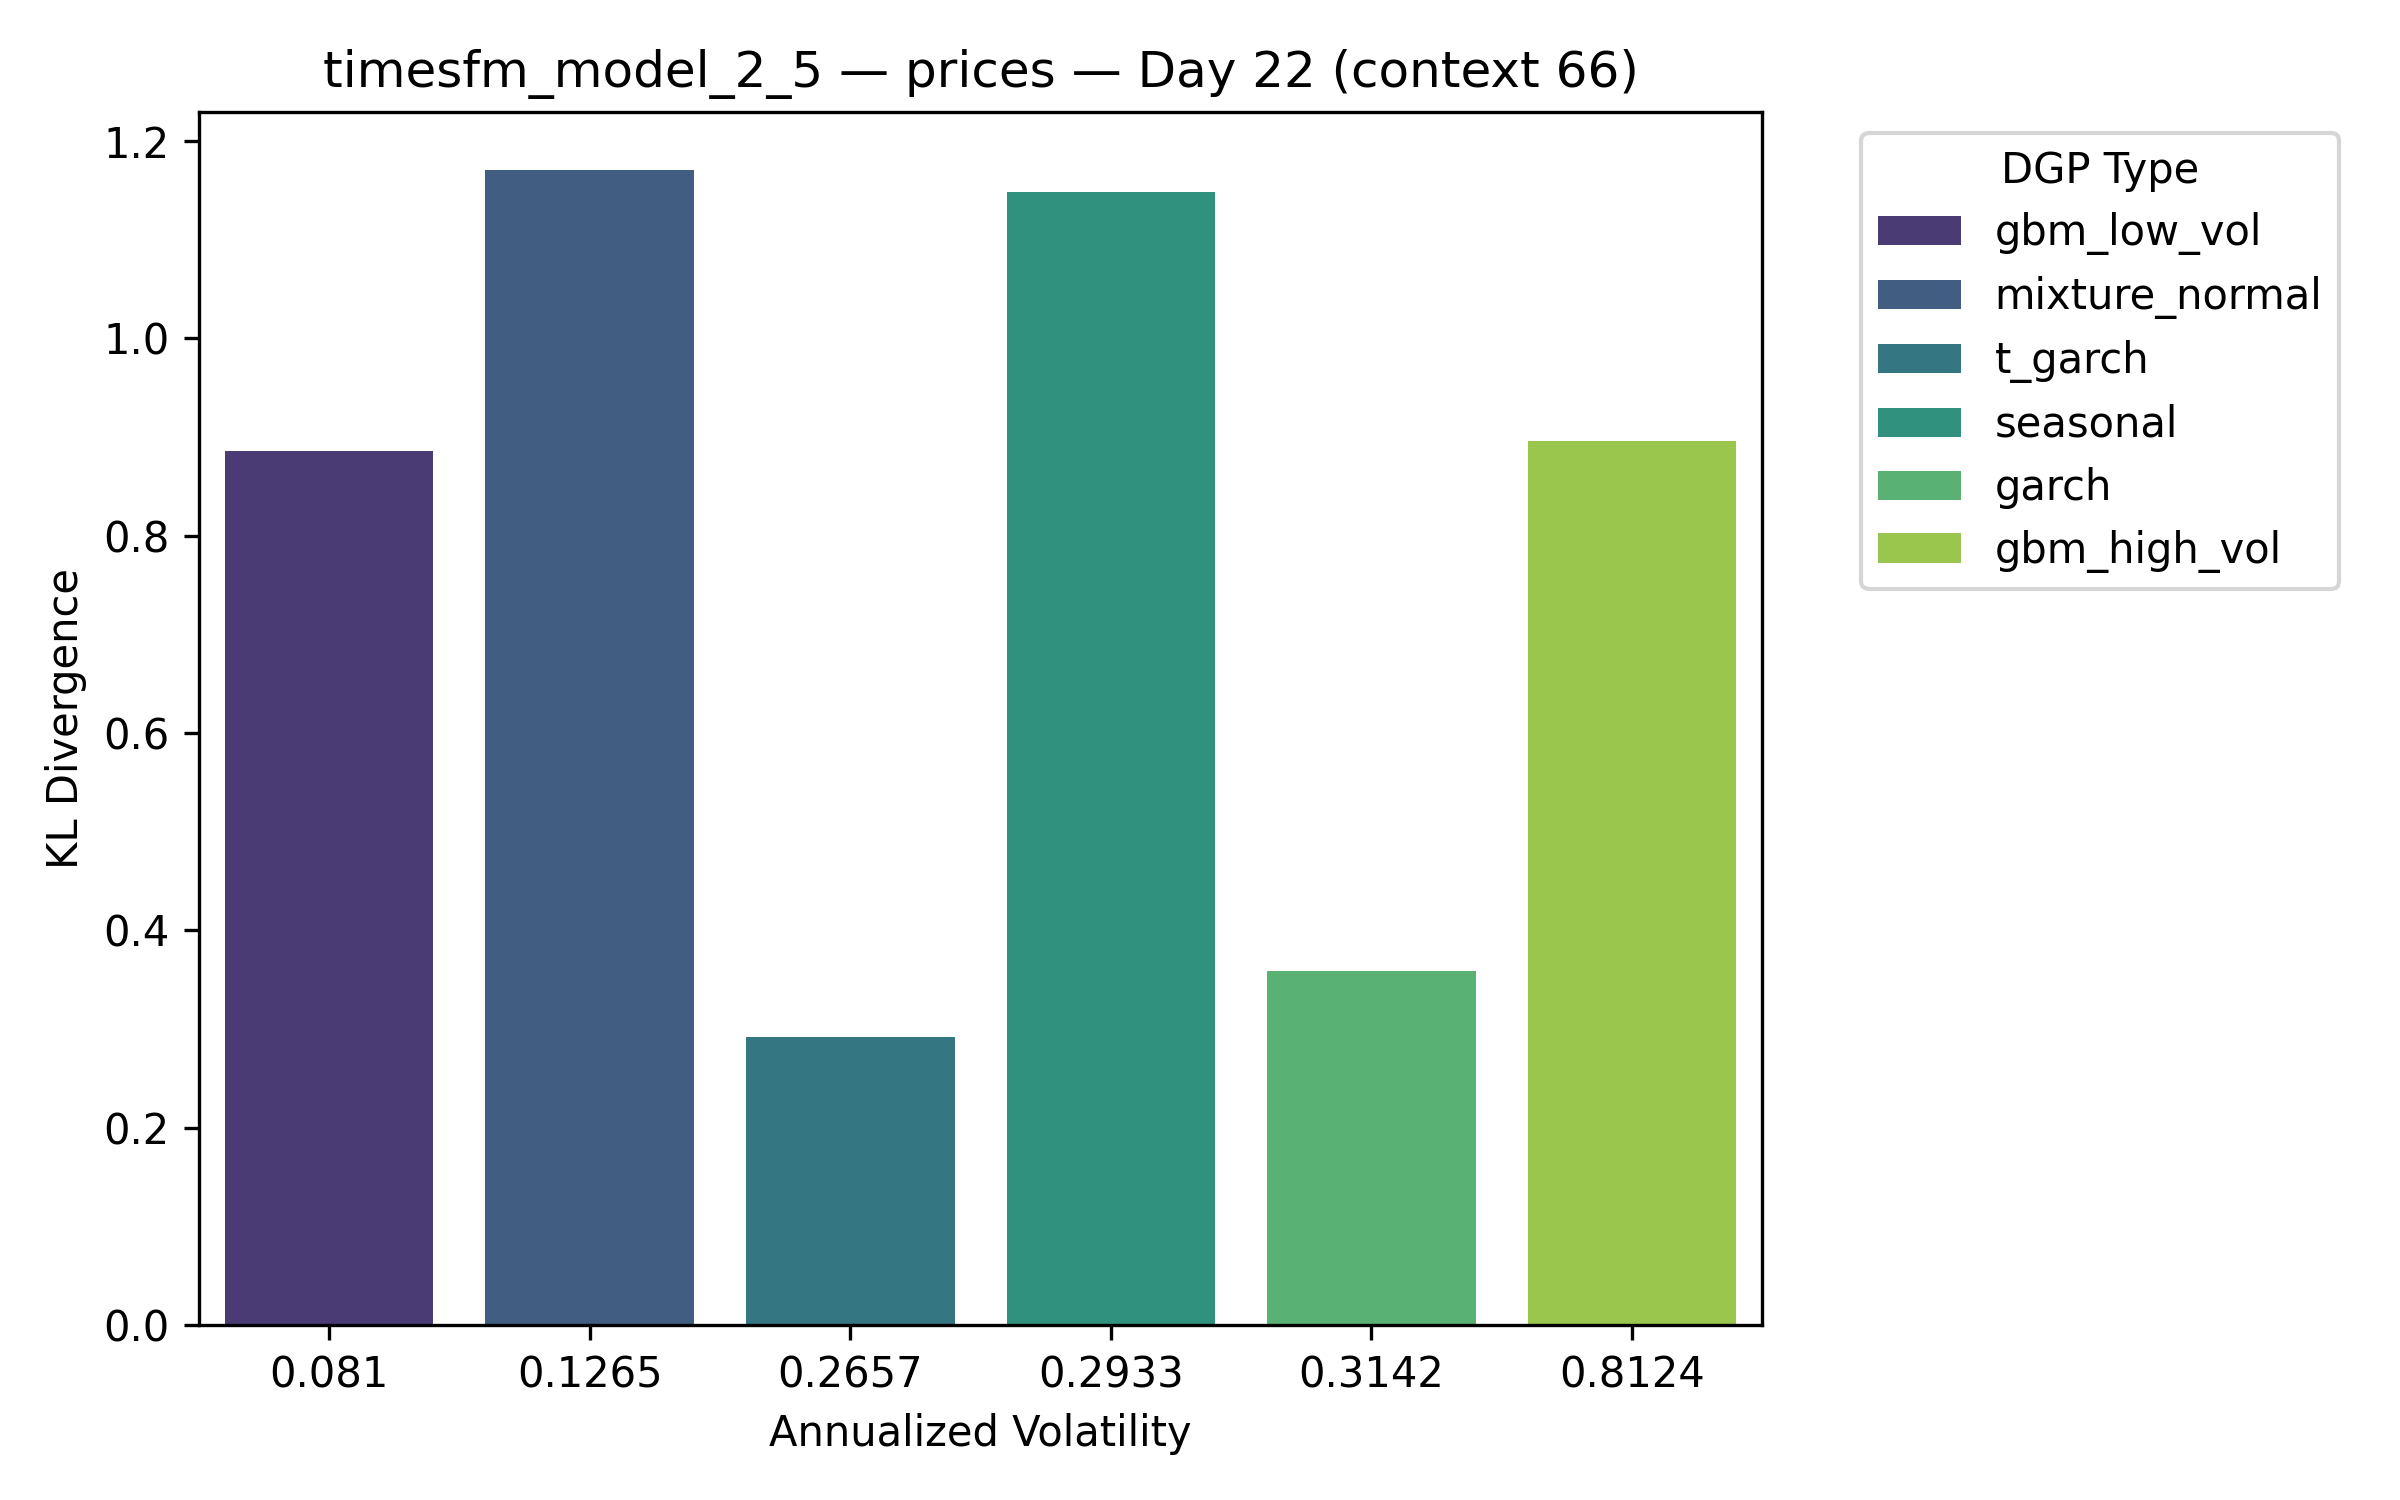 timesfm_model_2_5 — prices — Day 22 (context 66)
KL Divergence
1.2
1.0
0.8
0.6
0.4
0.2
0.0
0.081 0.1265 0.2657 0.2933 0.3142 0.8124
Annualized Volatility
DGP Type
gbm_low_vol
mixture_normal
t_garch
seasonal
garch
gbm_high_vol